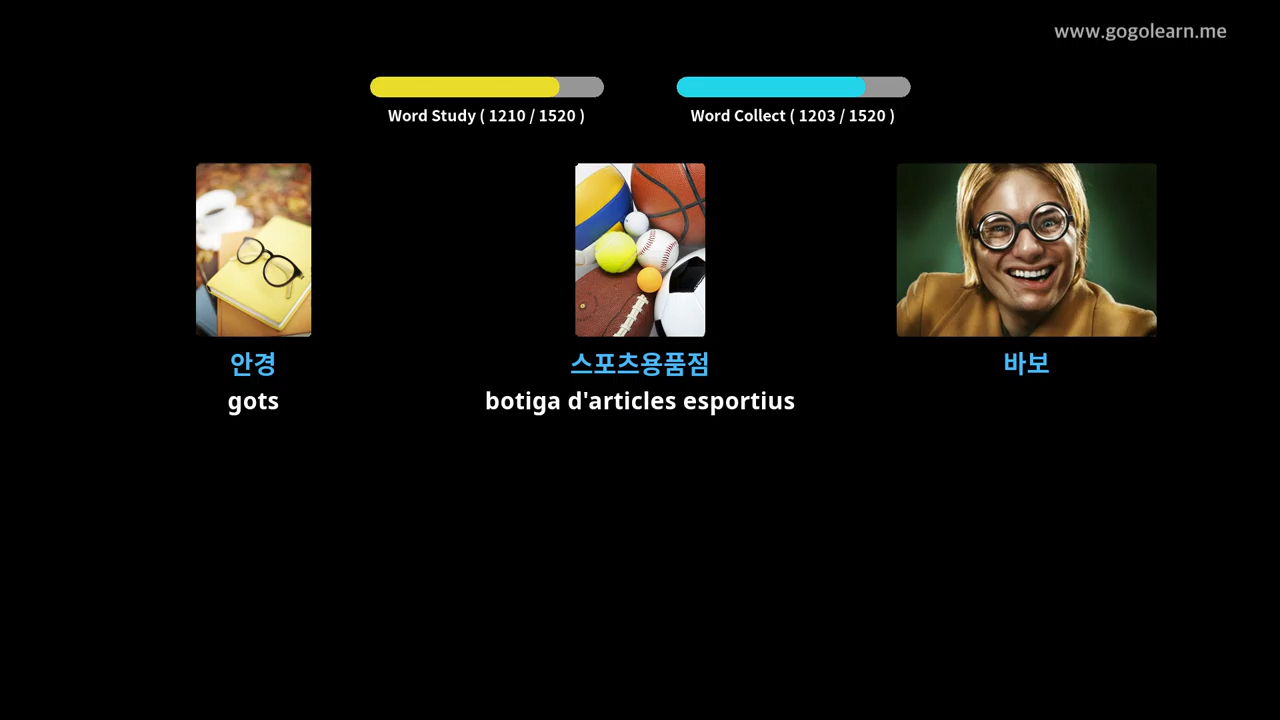 www.gogolearn.me
Word Study ( 1210 / 1520 )
Word Collect ( 1203 / 1520 )
안경
gots
스포츠용품점
botiga d'articles esportius
바보